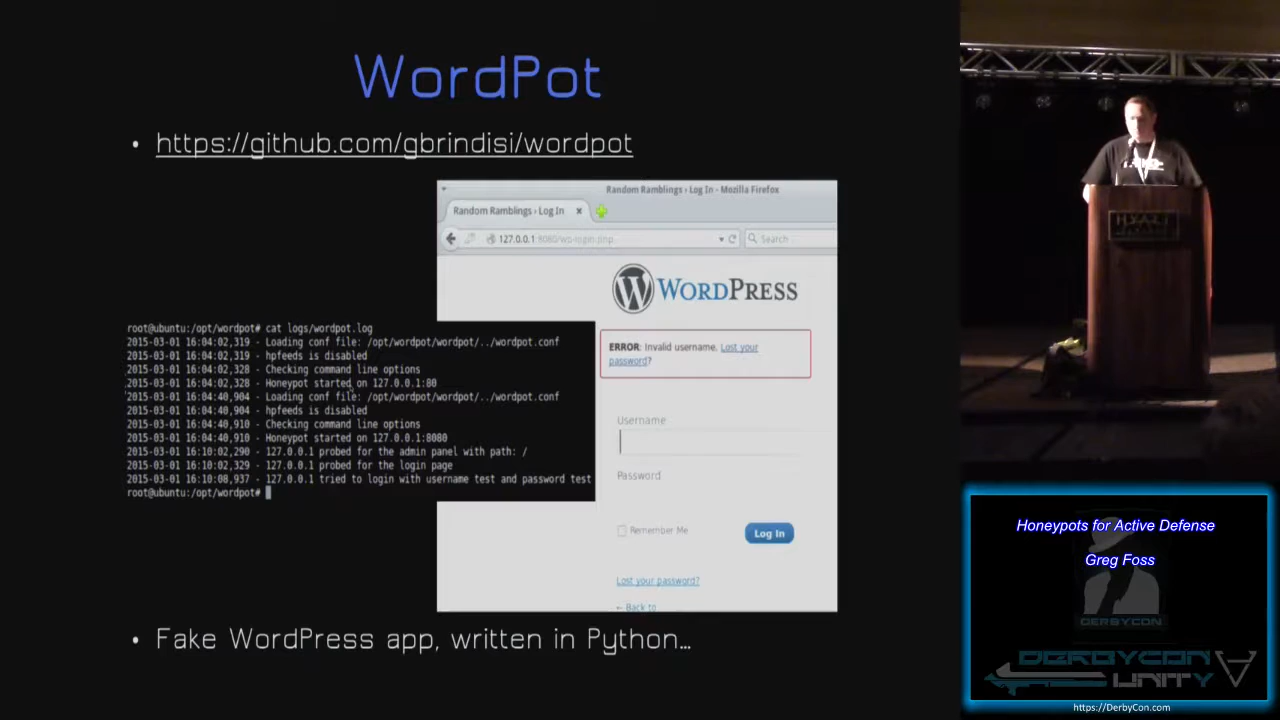 WordPot
• https://github.com/gbrindisi/wordpot
Random Ramblings › Log In - Mozilla Firefox
Random Ramblings › Log In
127.0.0.1:8080/wp-login.php
Search
WORDPRESS
ERROR: Invalid username. Lost your
password?
Username
Password
Remember Me
Log In
Lost your password?
← Back to
root@ubuntu:/opt/wordpot# cat logs/wordpot.log
2015-03-01 16:04:02,319 - Loading conf file: /opt/wordpot/wordpot/../wordpot.conf
2015-03-01 16:04:02,319 - hpfeeds is disabled
2015-03-01 16:04:02,328 - Checking command line options
2015-03-01 16:04:02,328 - Honeypot started on 127.0.0.1:80
2015-03-01 16:04:40,904 - Loading conf file: /opt/wordpot/wordpot/../wordpot.conf
2015-03-01 16:04:40,904 - hpfeeds is disabled
2015-03-01 16:04:40,910 - Checking command line options
2015-03-01 16:04:40,910 - Honeypot started on 127.0.0.1:8080
2015-03-01 16:10:02,290 - 127.0.0.1 probed for the admin panel with path: /
2015-03-01 16:10:02,329 - 127.0.0.1 probed for the login page
2015-03-01 16:10:08,937 - 127.0.0.1 tried to login with username test and password test
root@ubuntu:/opt/wordpot#
• Fake WordPress app, written in Python…
HYATT
Honeypots for Active Defense
Greg Foss
DERBYCON
DERBYCON
UNITY
https://DerbyCon.com